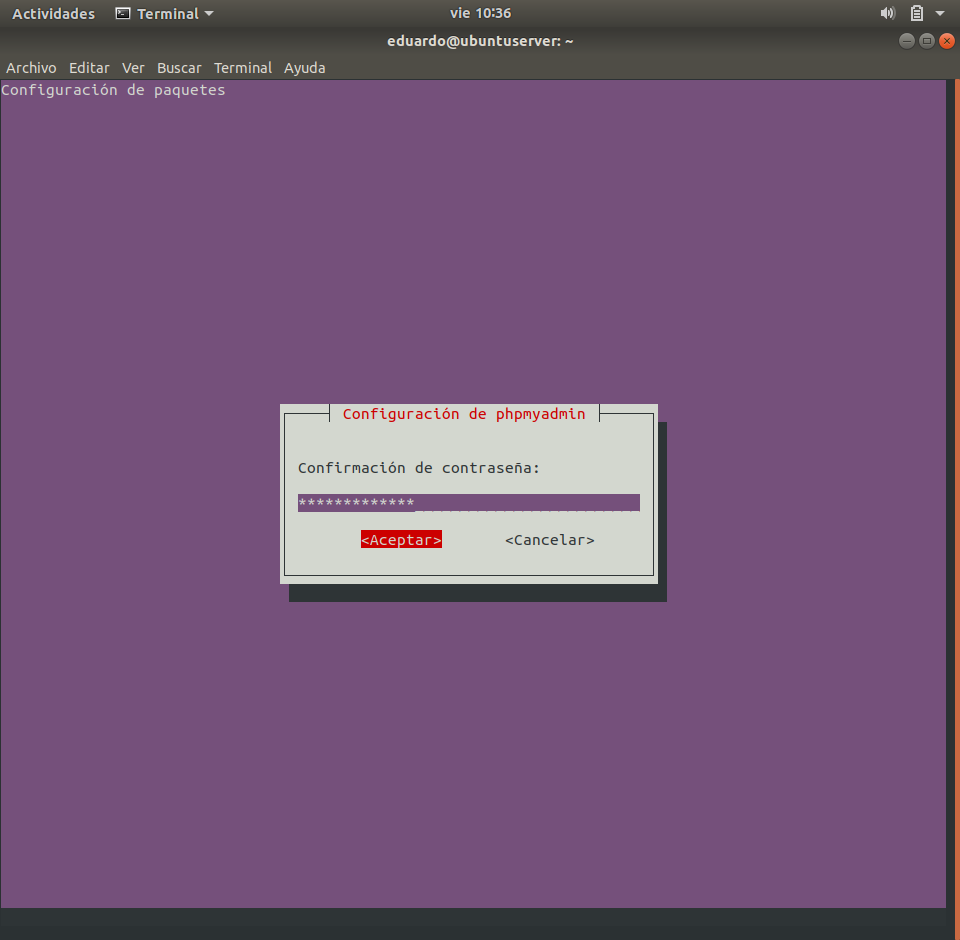 Actividades Terminal vie 10:36
eduardo@ubuntuserver: ~
Archivo Editar Ver Buscar Terminal Ayuda
Configuración de paquetes
Configuración de phpmyadmin
Confirmación de contraseña:
*************_________________________
<Aceptar> <Cancelar>